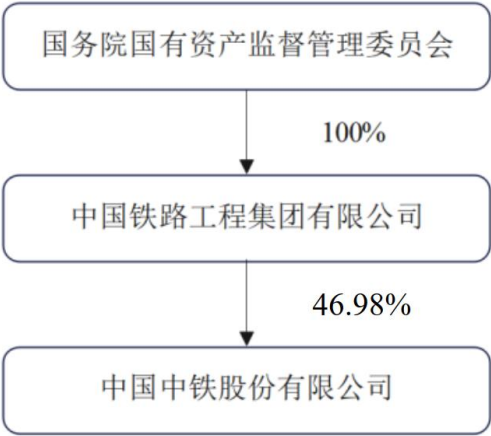 国务院国有资产监督管理委员会
100%
中国铁路工程集团有限公司
46.98%
中国中铁股份有限公司